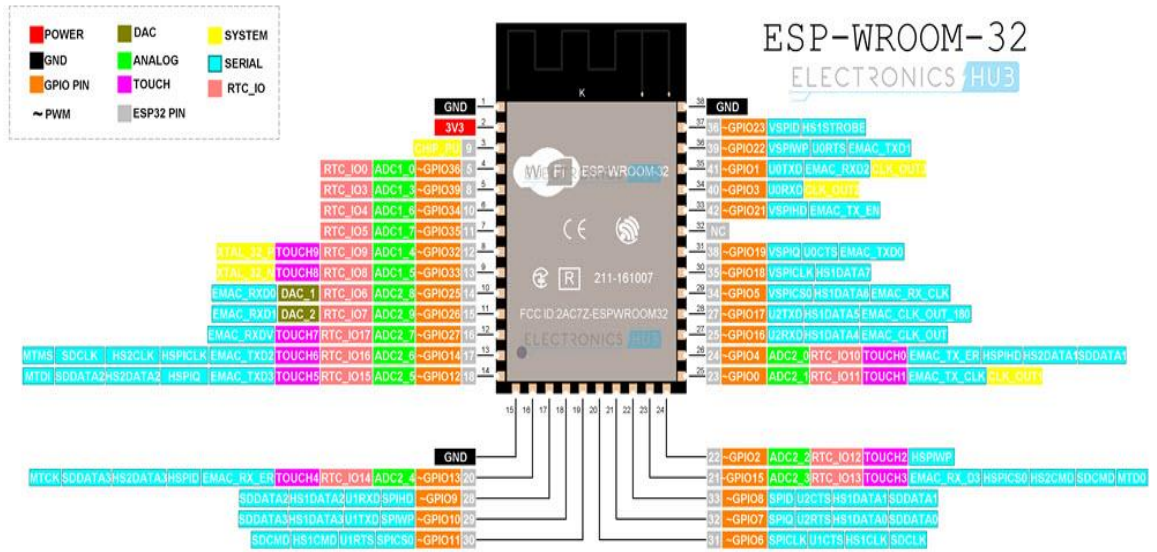 POWER DAC SYSTEM
GND ANALOG SERIAL
GPIO PIN TOUCH RTC_IO
~ PWM ESP32 PIN
ESP-WROOM-32
ELECTRONICS HUB
K
GND 1
3V3 2
CHIP_PU 9 3
RTC_IO0 ADC1_0 ~GPIO36 5 4
RTC_IO3 ADC1_3 ~GPIO39 8 5
RTC_IO4 ADC1_6 ~GPIO34 10 6
RTC_IO5 ADC1_7 ~GPIO35 11 7
XTAL_32_P TOUCH9 RTC_IO9 ADC1_4 ~GPIO32 12 8
XTAL_32_N TOUCH8 RTC_IO8 ADC1_5 ~GPIO33 13 9
EMAC_RXD0 DAC_1 RTC_IO6 ADC2_8 ~GPIO25 14 10
EMAC_RXD1 DAC_2 RTC_IO7 ADC2_9 ~GPIO26 15 11
EMAC_RXDV TOUCH7 RTC_IO17 ADC2_7 ~GPIO27 16 12
MTMS SDCLK HS2CLK HSPICLK EMAC_TXD2 TOUCH6 RTC_IO16 ADC2_6 ~GPIO14 17 13
MTDI SDDATA2 HS2DATA2 HSPIQ EMAC_TXD3 TOUCH5 RTC_IO15 ADC2_5 ~GPIO12 18 14
Wi Fi ESP-WROOM-32
CE
R 211-161007
FCC ID 2AC7Z-ESPWROOM32
ELECTRONICS HUB
38 GND
37 36 ~GPIO23 VSPID HS1STROBE
36 39 ~GPIO22 VSPIWP U0RTS EMAC_TXD1
35 41 ~GPIO1 U0TXD EMAC_RXD2 CLK_OUT3
34 40 ~GPIO3 U0RXD CLK_OUT2
33 42 ~GPIO21 VSPIHD EMAC_TX_EN
32 NC
31 38 ~GPIO19 VSPIQ U0CTS EMAC_TXD0
30 35 ~GPIO18 VSPICLK HS1DATA7
29 34 ~GPIO5 VSPICS0 HS1DATA6 EMAC_RX_CLK
28 27 ~GPIO17 U2TXD HS1DATA5 EMAC_CLK_OUT_180
27 25 ~GPIO16 U2RXD HS1DATA4 EMAC_CLK_OUT
26 24 ~GPIO4 ADC2_0 RTC_IO10 TOUCH0 EMAC_TX_ER HSPIHD HS2DATA1 SDDATA1
25 23 ~GPIO0 ADC2_1 RTC_IO11 TOUCH1 EMAC_TX_CLK CLK_OUT1
15 16 17 18 19 20 21 22 23 24
GND
MTCK SDDATA3 HS2DATA3 HSPID EMAC_RX_ER TOUCH4 RTC_IO14 ADC2_4 ~GPIO13 20
SDDATA2 HS1DATA2 U1RXD SPIHD ~GPIO9 28
SDDATA3 HS1DATA3 U1TXD SPIWP ~GPIO10 29
SDCMD HS1CMD U1RTS SPICS0 ~GPIO11 30
22 ~GPIO2 ADC2_2 RTC_IO12 TOUCH2 HSPIWP
21 ~GPIO15 ADC2_3 RTC_IO13 TOUCH3 EMAC_RX_D3 HSPICS0 HS2CMD SDCMD MTD0
33 ~GPIO8 SPID U2CTS HS1DATA1 SDDATA1
32 ~GPIO7 SPIQ U2RTS HS1DATA0 SDDATA0
31 ~GPIO6 SPICLK U1CTS HS1CLK SDCLK